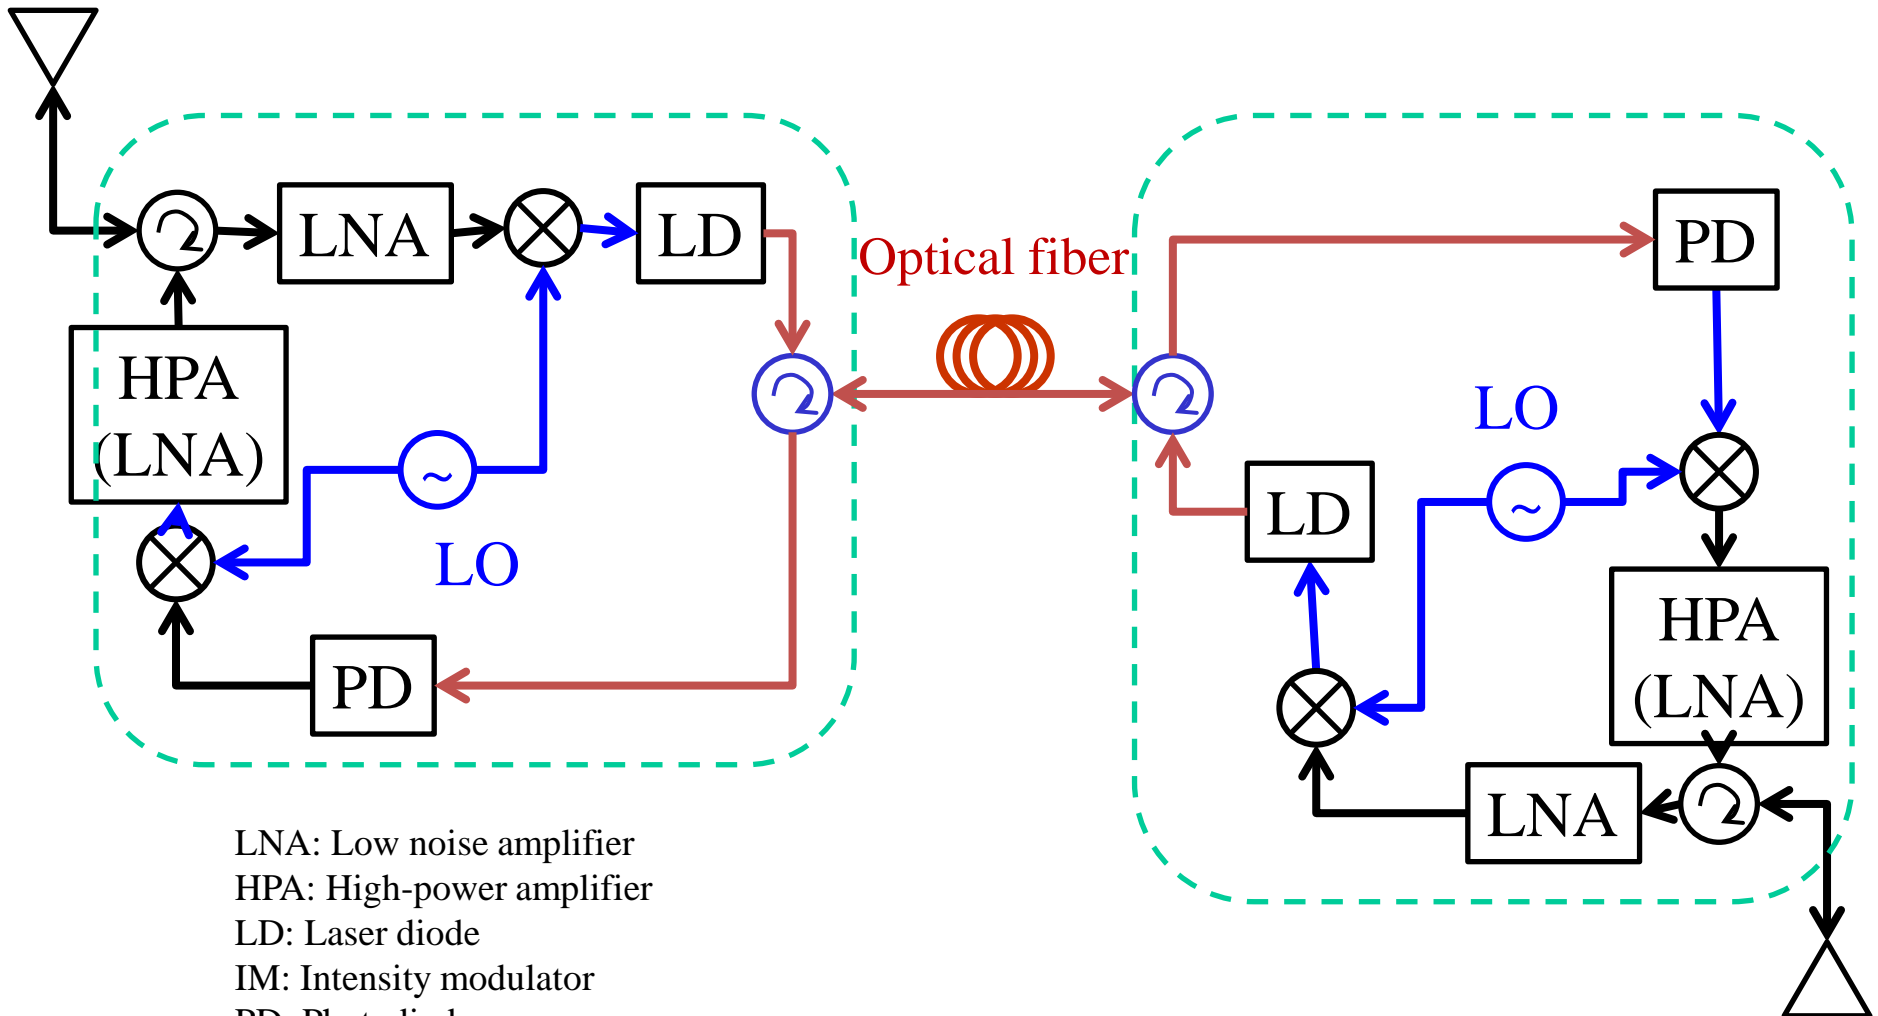 LNA
LD
Optical fiber
PD
HPA
(LNA)
~
LO
LO
~
LD
HPA
(LNA)
PD
LNA
LNA: Low noise amplifier
HPA: High-power amplifier
LD: Laser diode
IM: Intensity modulator